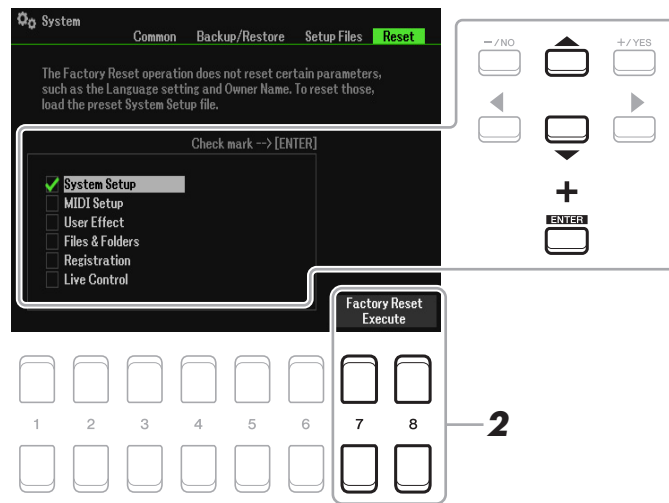 System
Common Backup/Restore Setup Files Reset
The Factory Reset operation does not reset certain parameters,
such as the Language setting and Owner Name. To reset those,
load the preset System Setup file.
Check mark --> [ENTER]
System Setup
MIDI Setup
User Effect
Files & Folders
Registration
Live Control
Factory Reset
Execute
–/NO
+/YES
+
ENTER
1 2 3 4 5 6 7 8
2